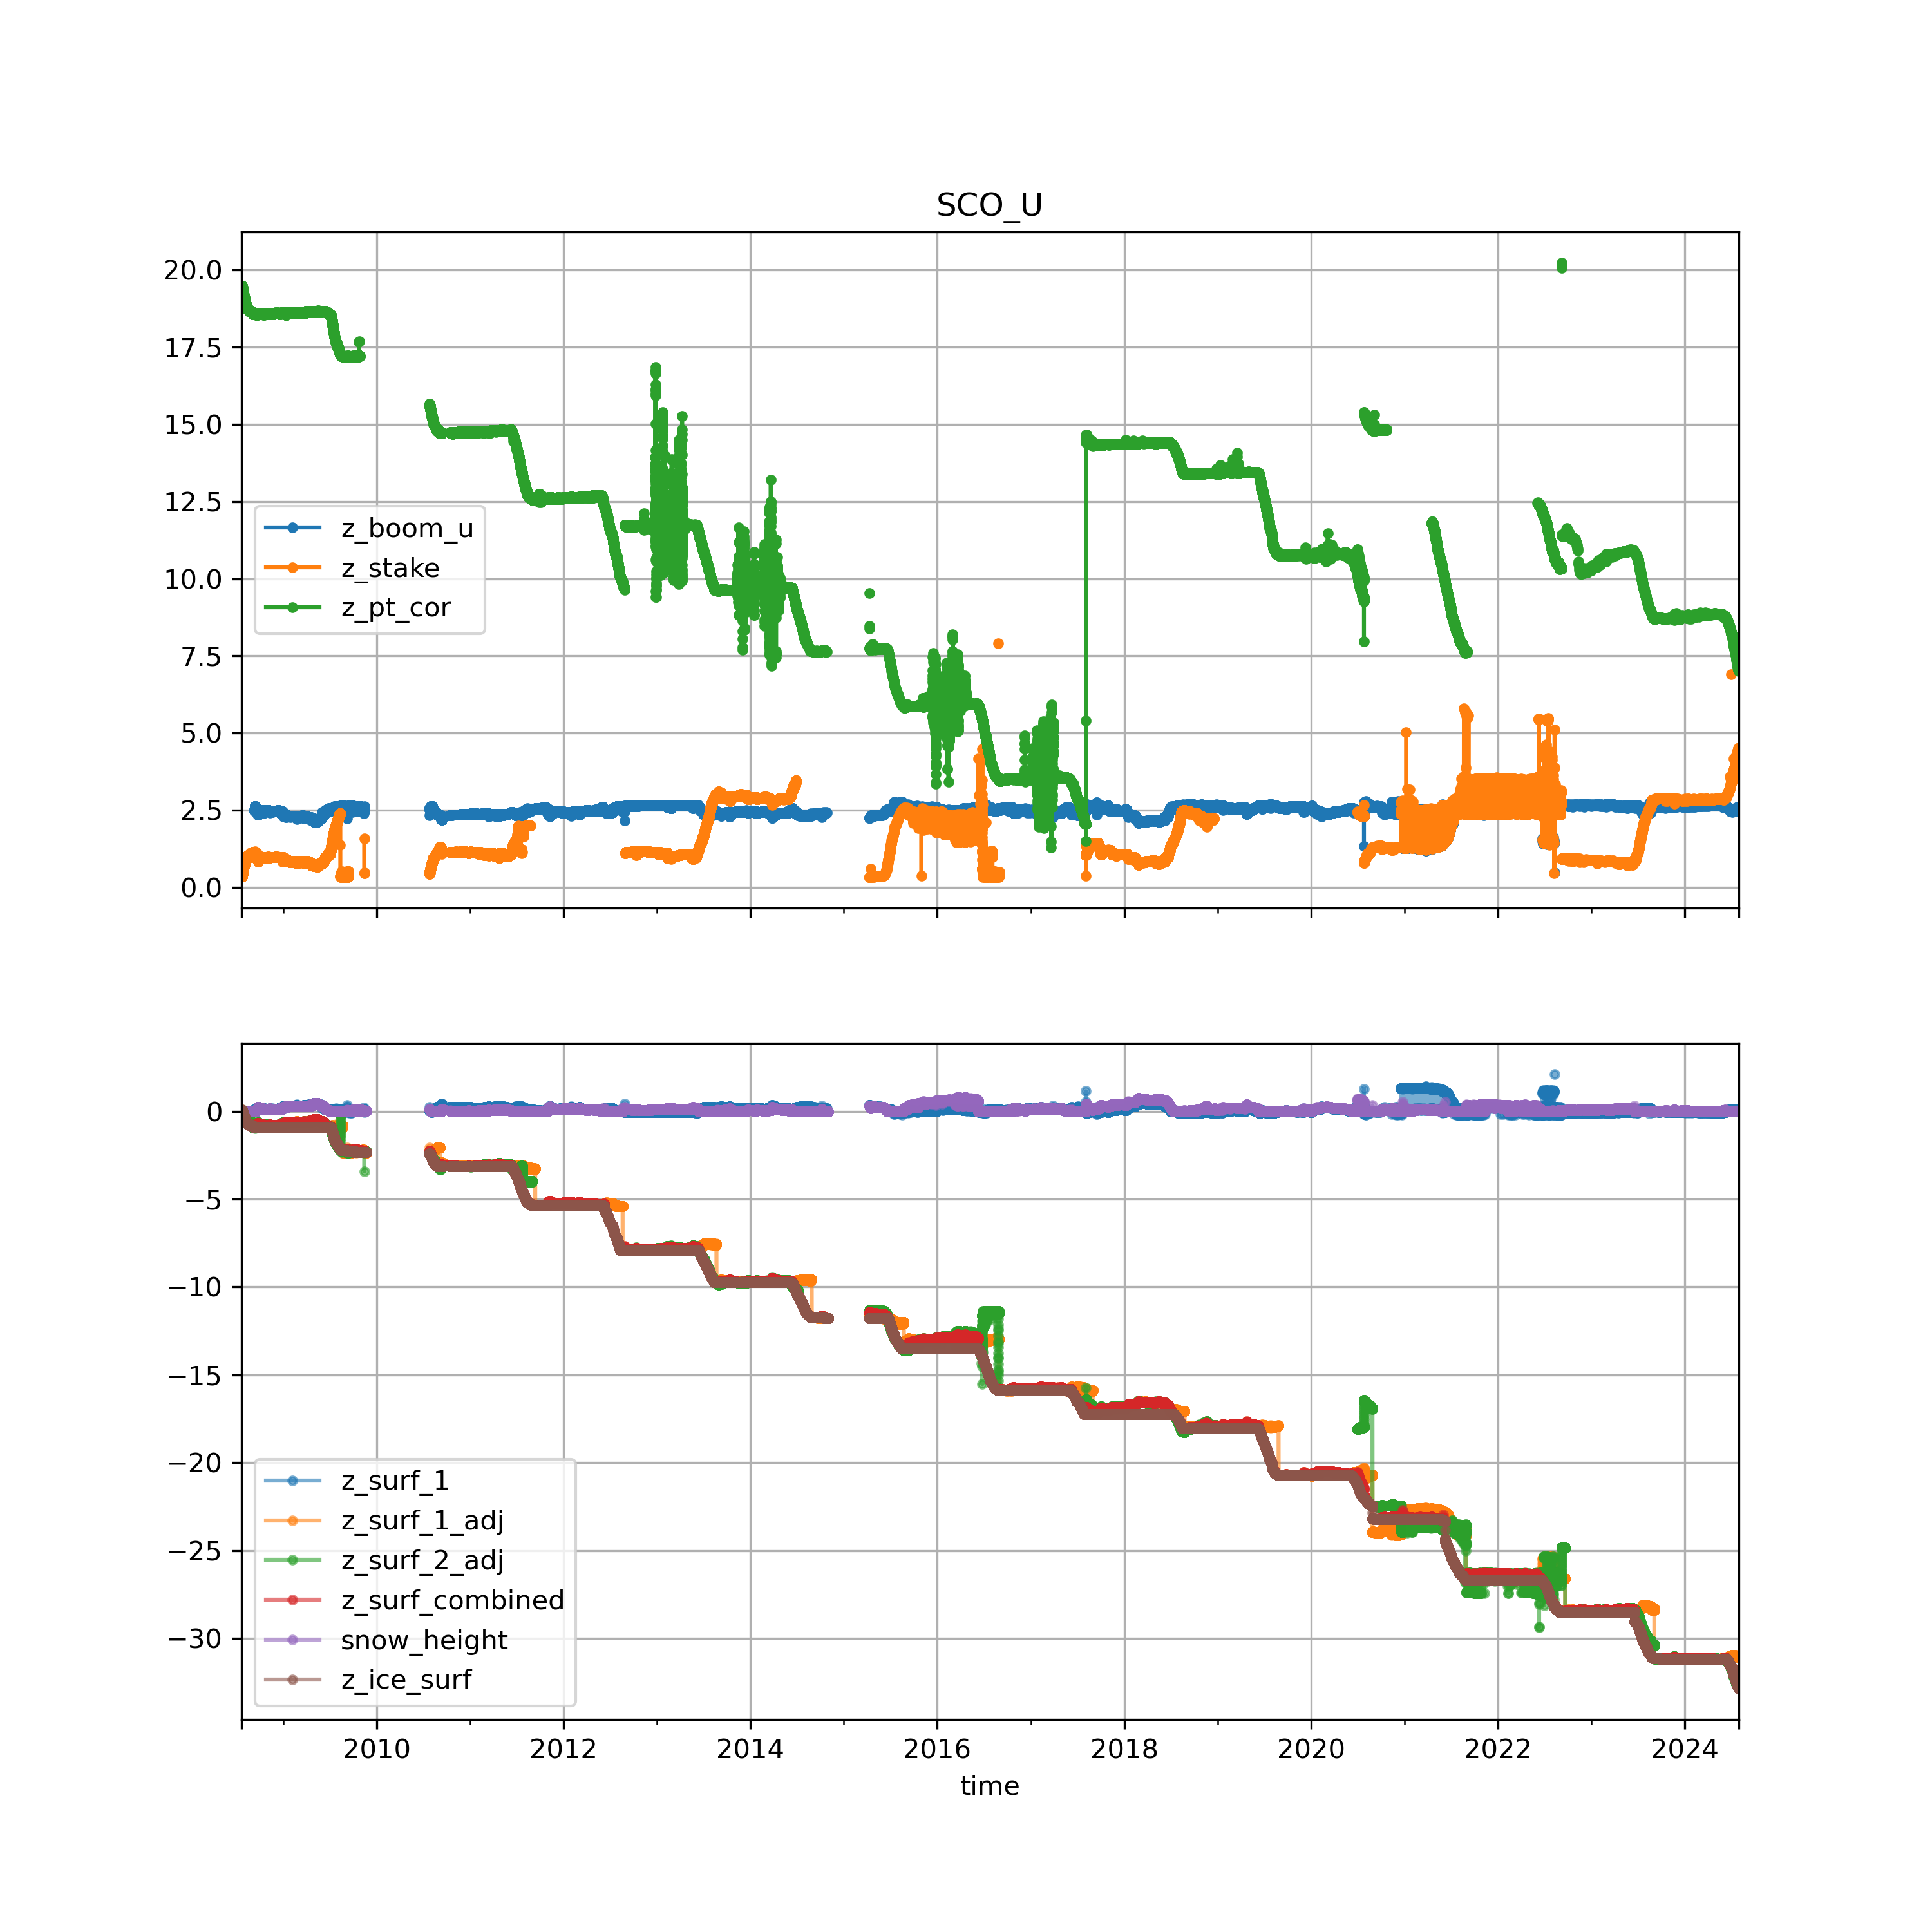 SCO_U
20.0
17.5
15.0
12.5
10.0
7.5
5.0
2.5
0.0
z_boom_u
z_stake
z_pt_cor
0
−5
−10
−15
−20
−25
−30
z_surf_1
z_surf_1_adj
z_surf_2_adj
z_surf_combined
snow_height
z_ice_surf
2010 2012 2014 2016 2018 2020 2022 2024
time